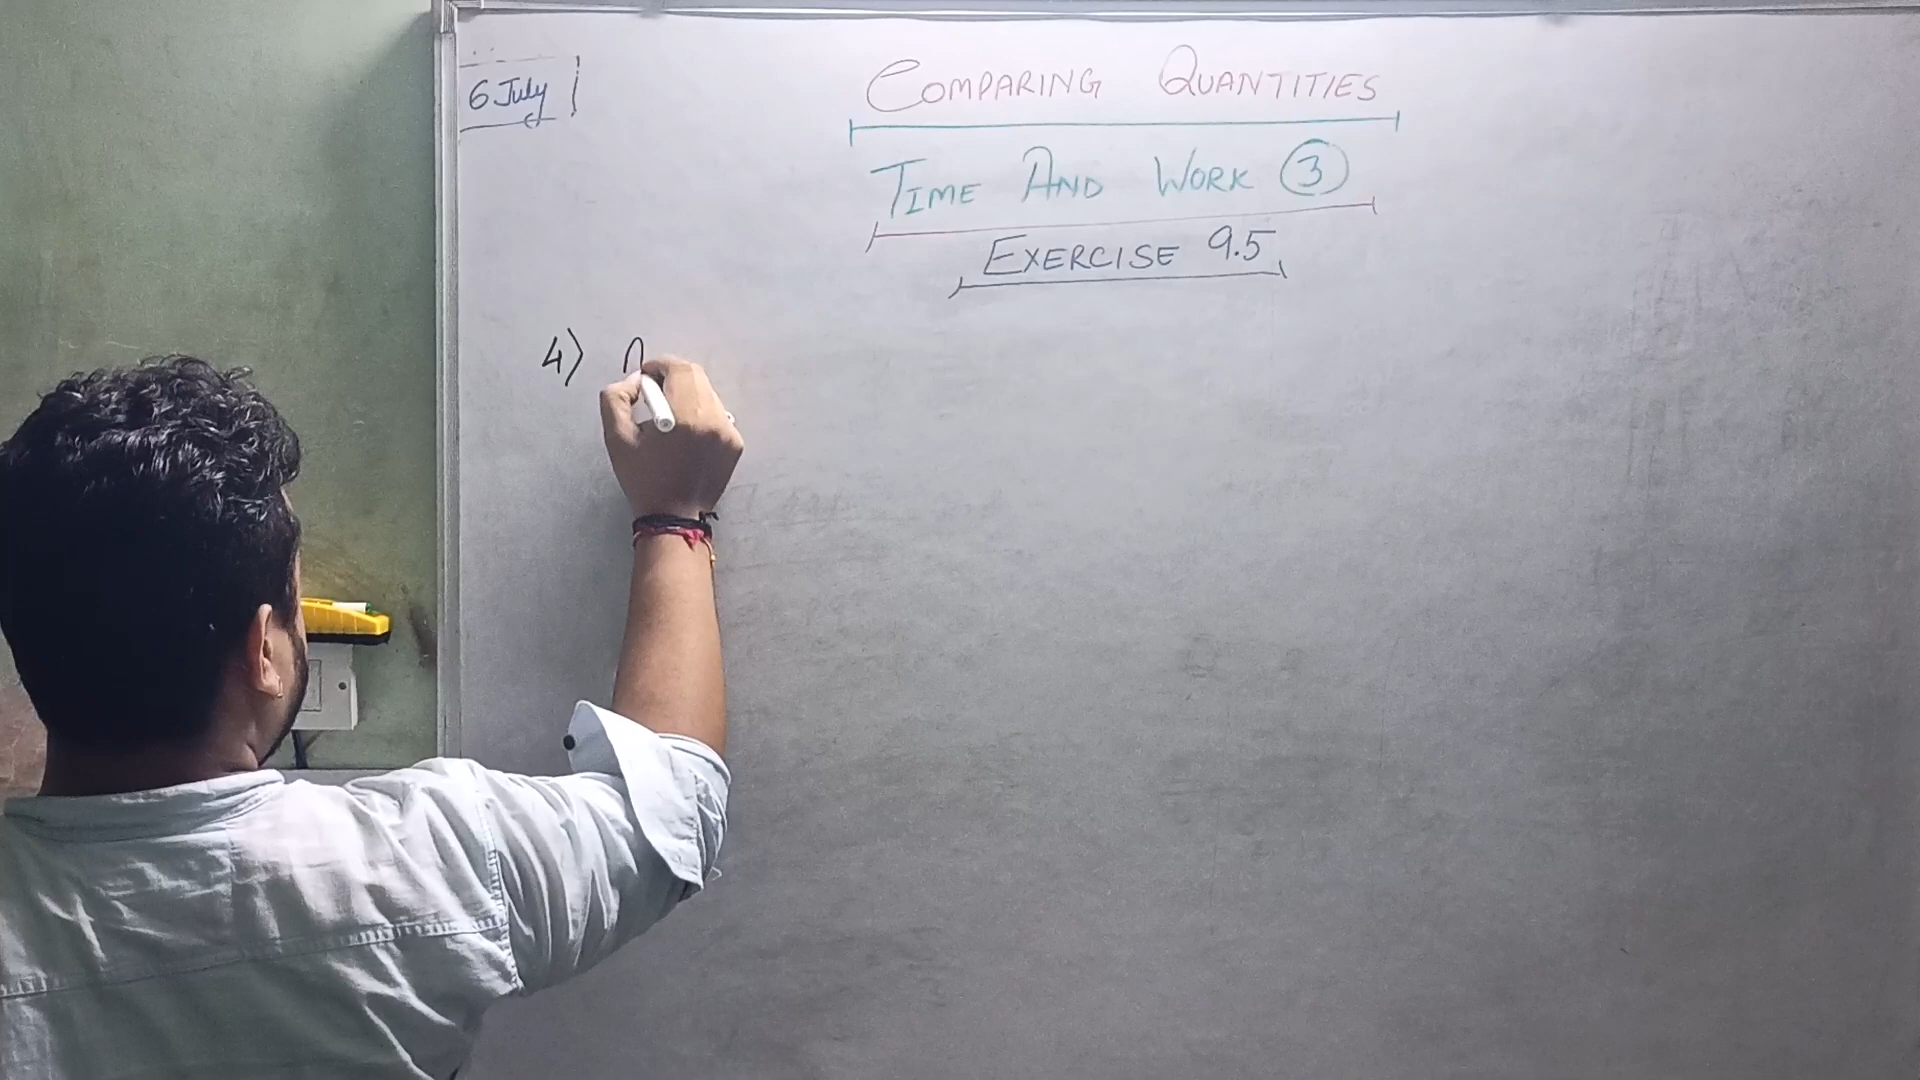 6 July
COMPARING QUANTITIES
TIME AND WORK 3
EXERCISE 9.5
4)